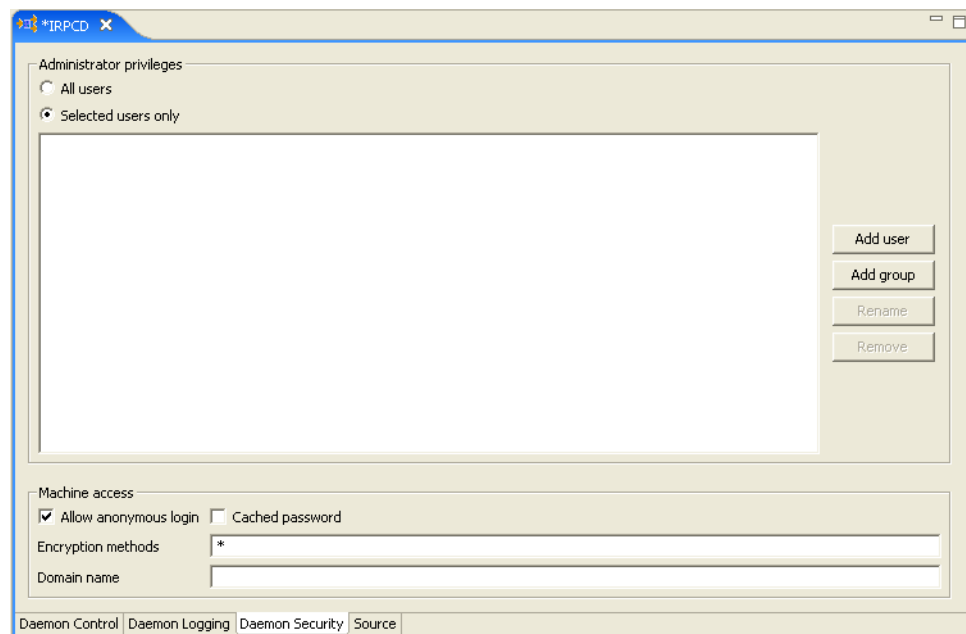 *IRPCD
Administrator privileges
All users
Selected users only
Add user
Add group
Rename
Remove
Machine access
Allow anonymous login Cached password
Encryption methods *
Domain name
Daemon Control Daemon Logging Daemon Security Source